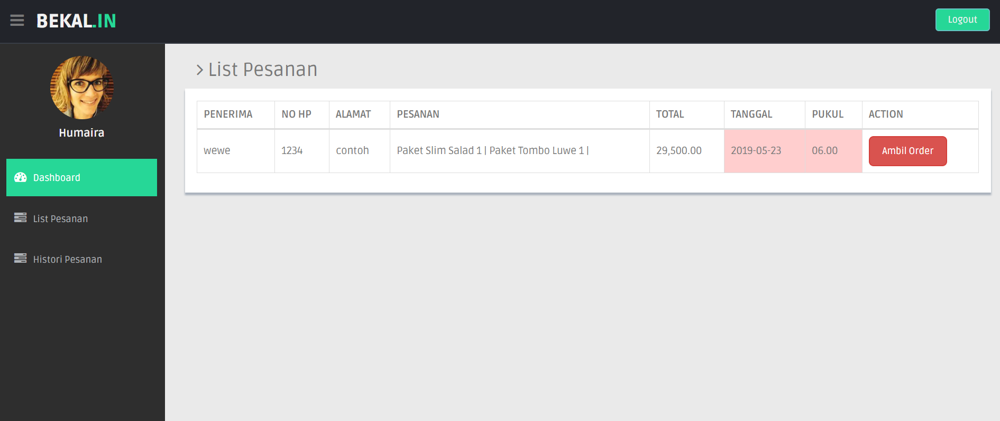 BEKAL.IN
Logout
Humaira
Dashboard
List Pesanan
Histori Pesanan
List Pesanan
PENERIMA NO HP ALAMAT PESANAN TOTAL TANGGAL PUKUL ACTION
wewe 1234 contoh Paket Slim Salad 1 | Paket Tombo Luwe 1 | 29,500.00 2019-05-23 06.00 Ambil Order